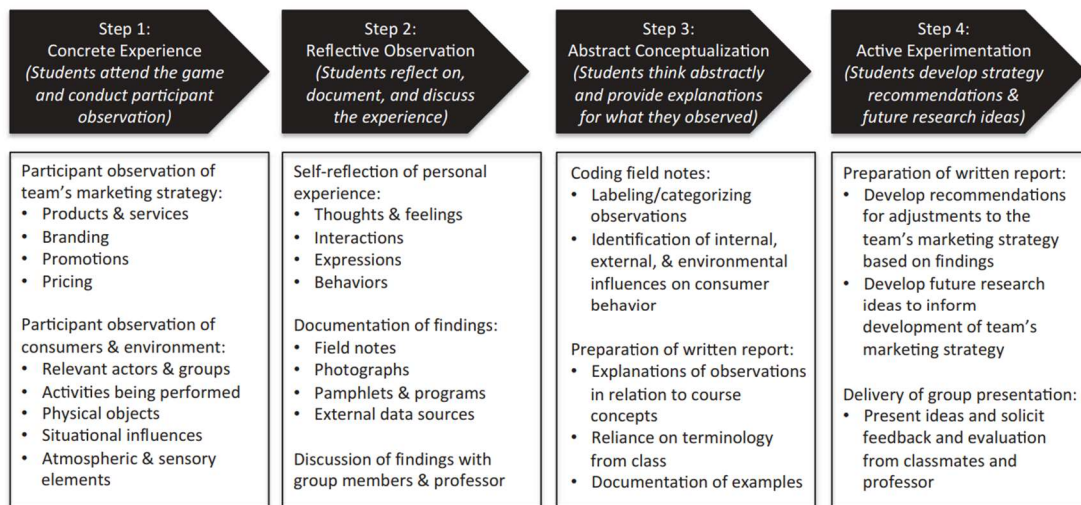 Step 1:
Concrete Experience
(Students attend the game
and conduct participant
observation)
Step 2:
Reflective Observation
(Students reflect on,
document, and discuss
the experience)
Step 3:
Abstract Conceptualization
(Students think abstractly
and provide explanations
for what they observed)
Step 4:
Active Experimentation
(Students develop strategy
recommendations &
future research ideas)
Participant observation of
team's marketing strategy:
• Products & services
• Branding
• Promotions
• Pricing
Participant observation of
consumers & environment:
• Relevant actors & groups
• Activities being performed
• Physical objects
• Situational influences
• Atmospheric & sensory
elements
Self-reflection of personal
experience:
• Thoughts & feelings
• Interactions
• Expressions
• Behaviors
Documentation of findings:
• Field notes
• Photographs
• Pamphlets & programs
• External data sources
Discussion of findings with
group members & professor
Coding field notes:
• Labeling/categorizing
observations
• Identification of internal,
external, & environmental
influences on consumer
behavior
Preparation of written report:
• Explanations of observations
in relation to course
concepts
• Reliance on terminology
from class
• Documentation of examples
Preparation of written report:
• Develop recommendations
for adjustments to the
team's marketing strategy
based on findings
• Develop future research
ideas to inform
development of team's
marketing strategy
Delivery of group presentation:
• Present ideas and solicit
feedback and evaluation
from classmates and
professor